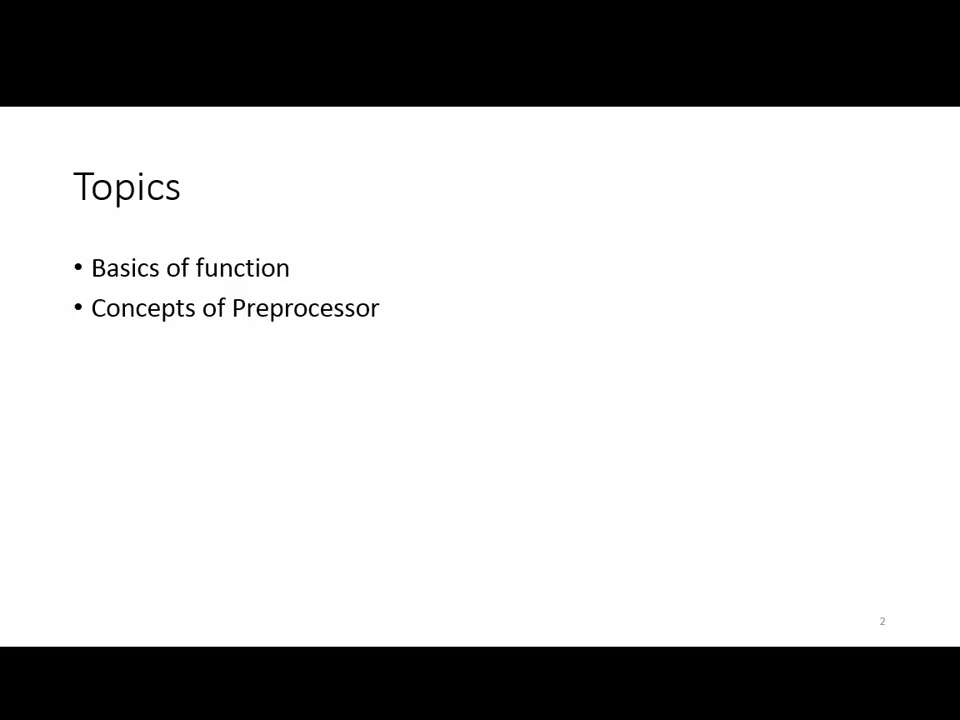 Topics
• Basics of function
• Concepts of Preprocessor
2